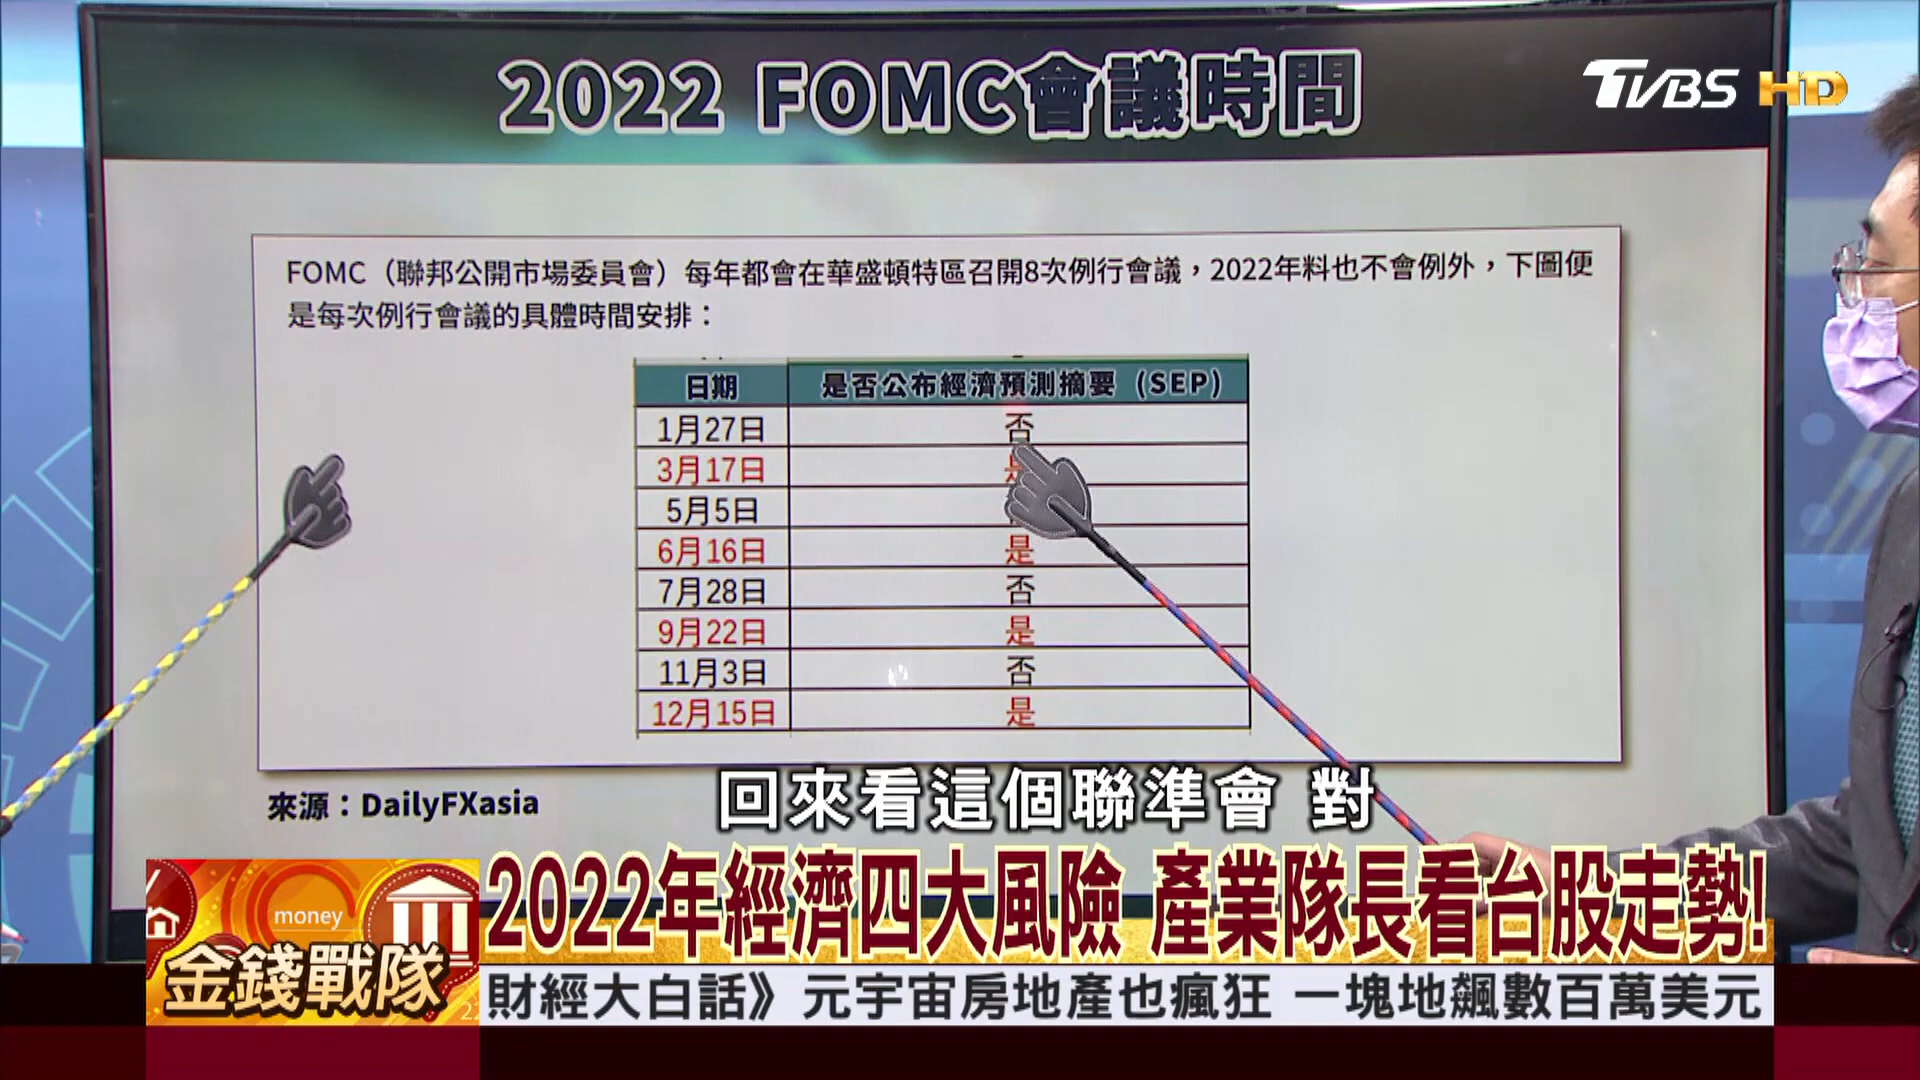 2022 FOMC會議時間
TVBS HD
FOMC（聯邦公開市場委員會）每年都會在華盛頓特區召開8次例行會議，2022年料也不會例外，下圖便
是每次例行會議的具體時間安排：
日期 是否公布經濟預測摘要 (SEP)
1月27日 否
3月17日
5月5日
6月16日 是
7月28日 否
9月22日 是
11月3日 否
12月15日 是
來源：DailyFXasia
回來看這個聯準會 對
2022年經濟四大風險 產業隊長看台股走勢!
money
金錢戰隊
財經大白話》元宇宙房地產也瘋狂 一塊地飆數百萬美元